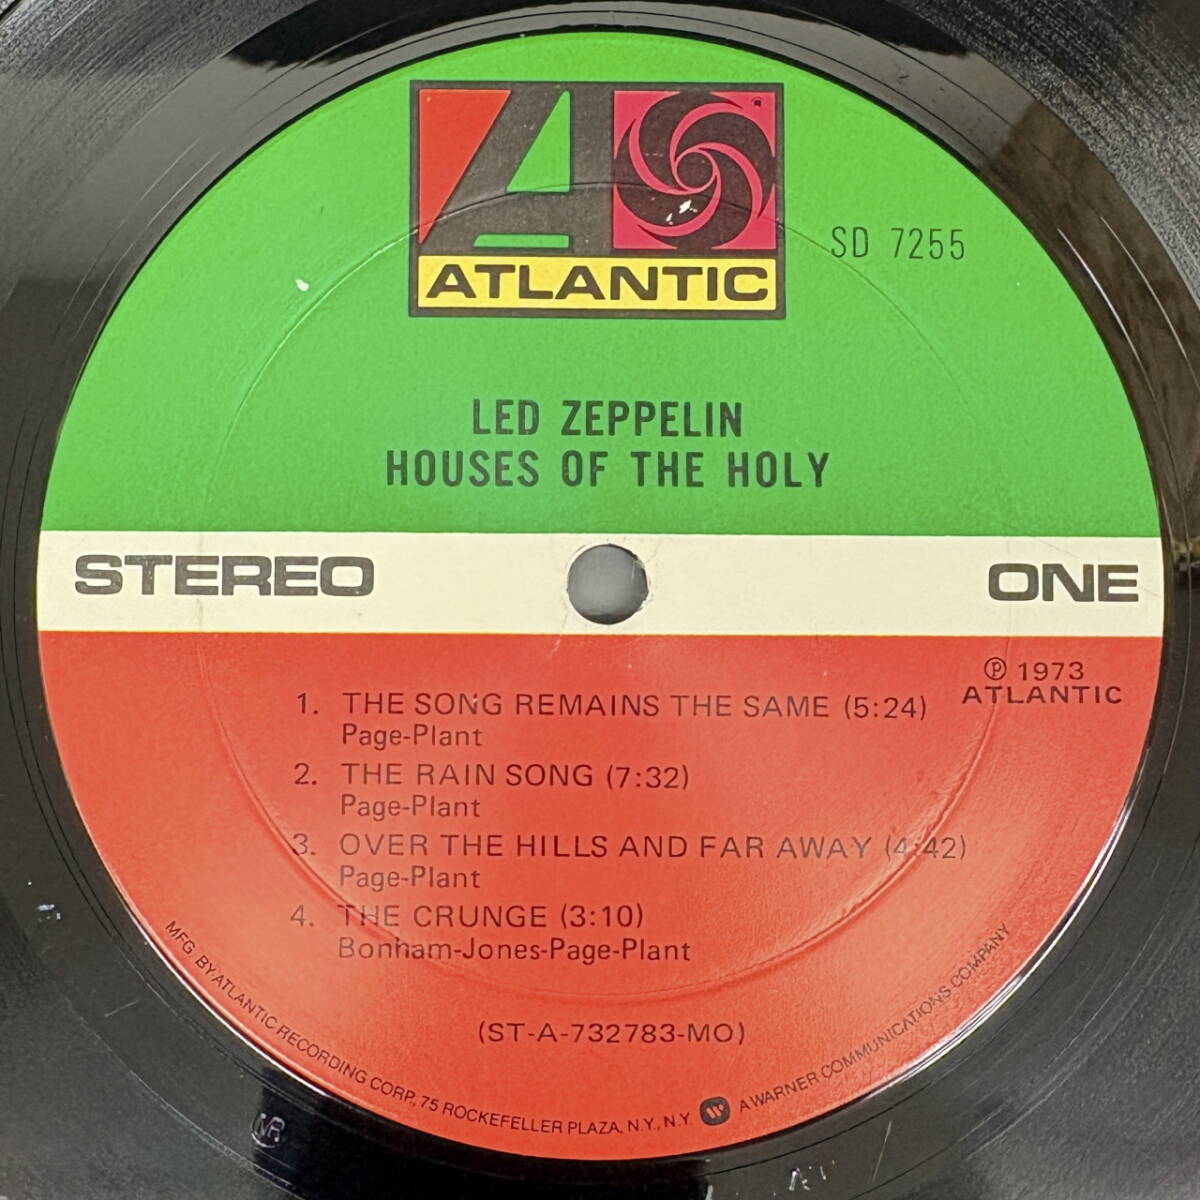 ®
ATLANTIC
SD 7255
LED ZEPPELIN
HOUSES OF THE HOLY
STEREO
ONE
Ⓟ 1973
ATLANTIC
1. THE SONG REMAINS THE SAME (5:24)
Page-Plant
2. THE RAIN SONG (7:32)
Page-Plant
3. OVER THE HILLS AND FAR AWAY (4:42)
Page-Plant
4. THE CRUNGE (3:10)
Bonham-Jones-Page-Plant
(ST-A-732783-MO)
MFG. BY ATLANTIC RECORDING CORP., 75 ROCKEFELLER PLAZA, N.Y., N.Y. A WARNER COMMUNICATIONS COMPANY
MR
AT